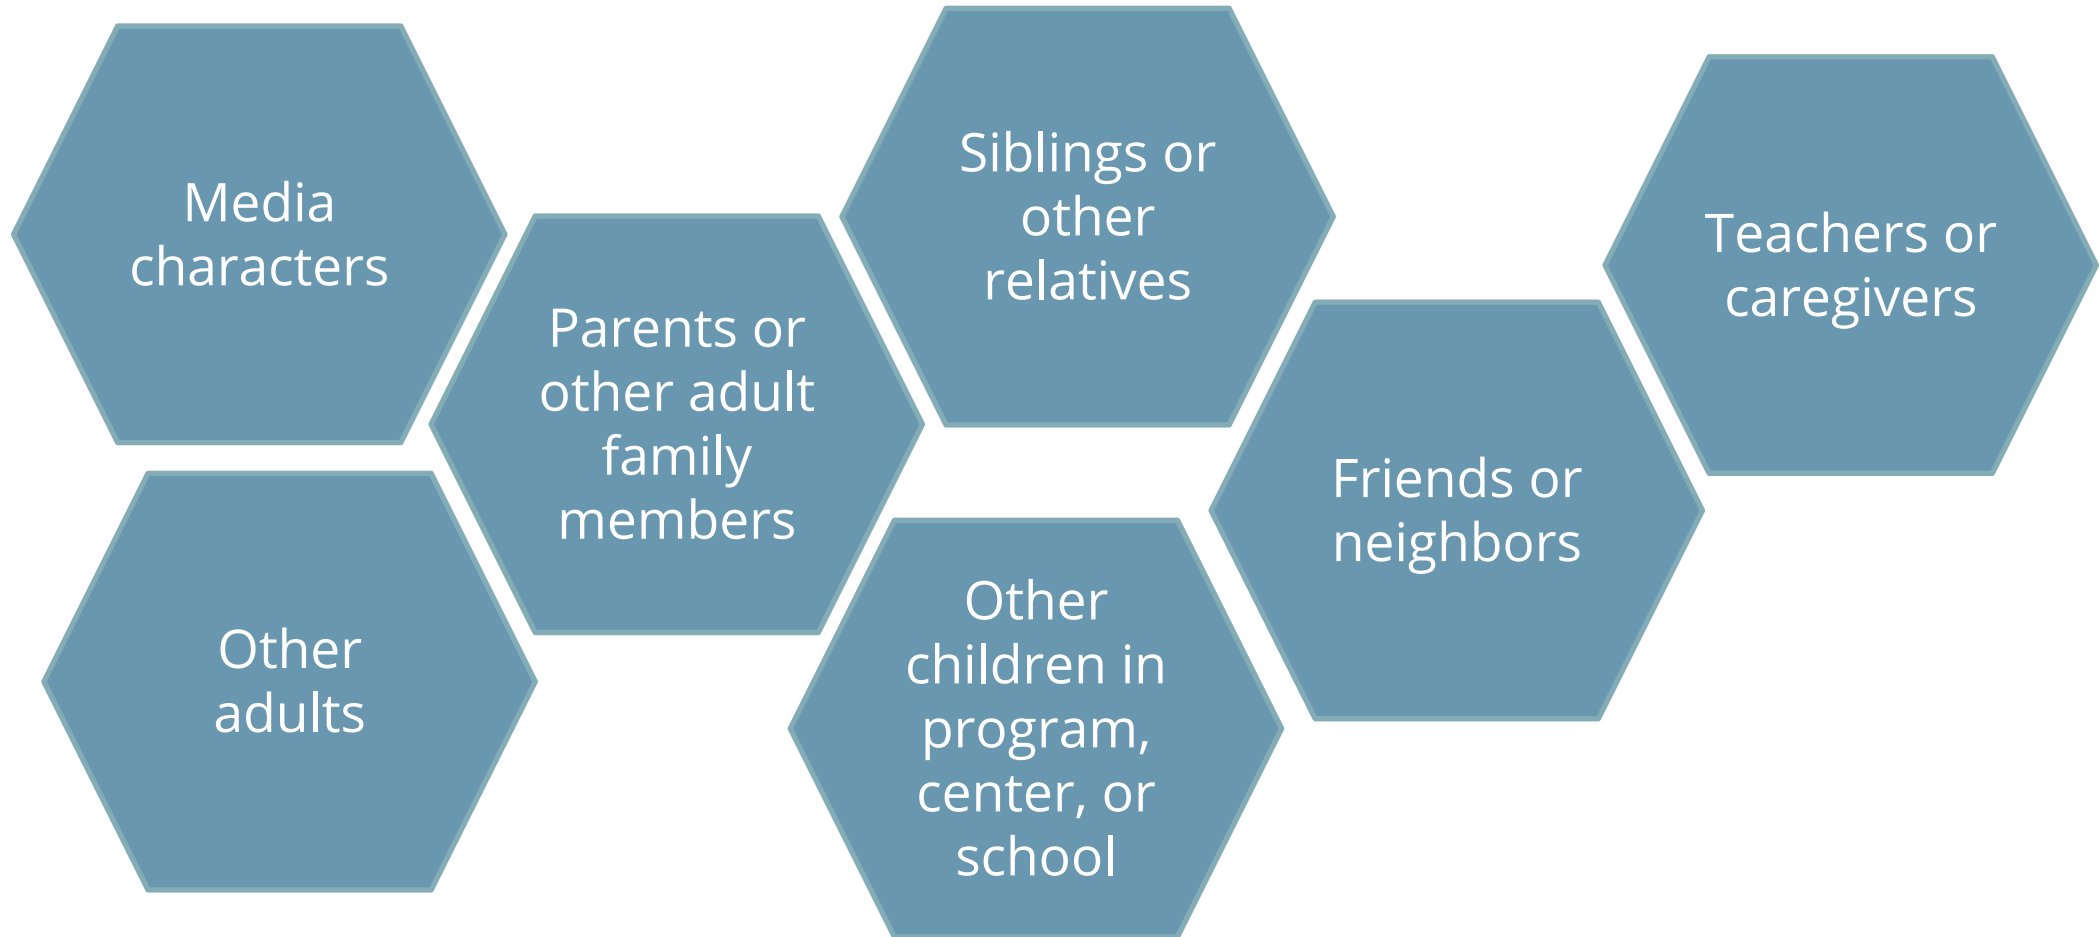 Media
characters
Parents or
other adult
family
members
Siblings or
other
relatives
Teachers or
caregivers
Friends or
neighbors
Other
adults
Other
children in
program,
center, or
school